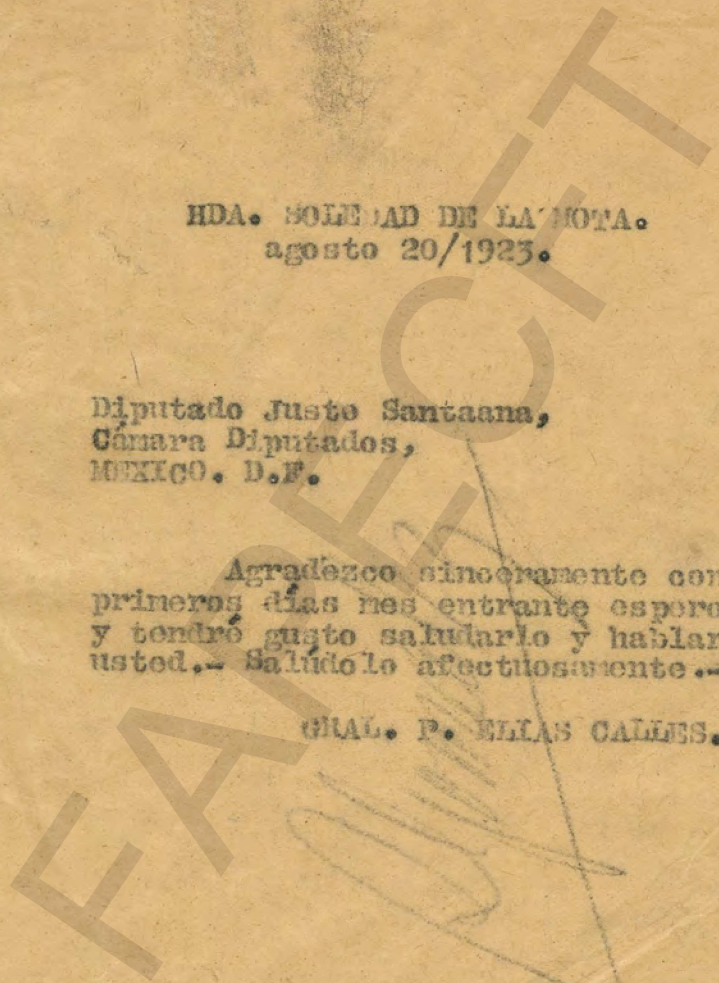 HDA. SOLEDAD DE LA MOTA.
agosto 20/1923.
Diputado Justo Santaana,
Cámara Diputados,
MEXICO. D.F.
Agradezco sinceramente con
primeros días mes entrante espero
y tendré gusto saludarlo y hablar
usted.- Salúdolo afectuosamente.-
GRAL. P. ELIAS CALLES.
FAPECFT